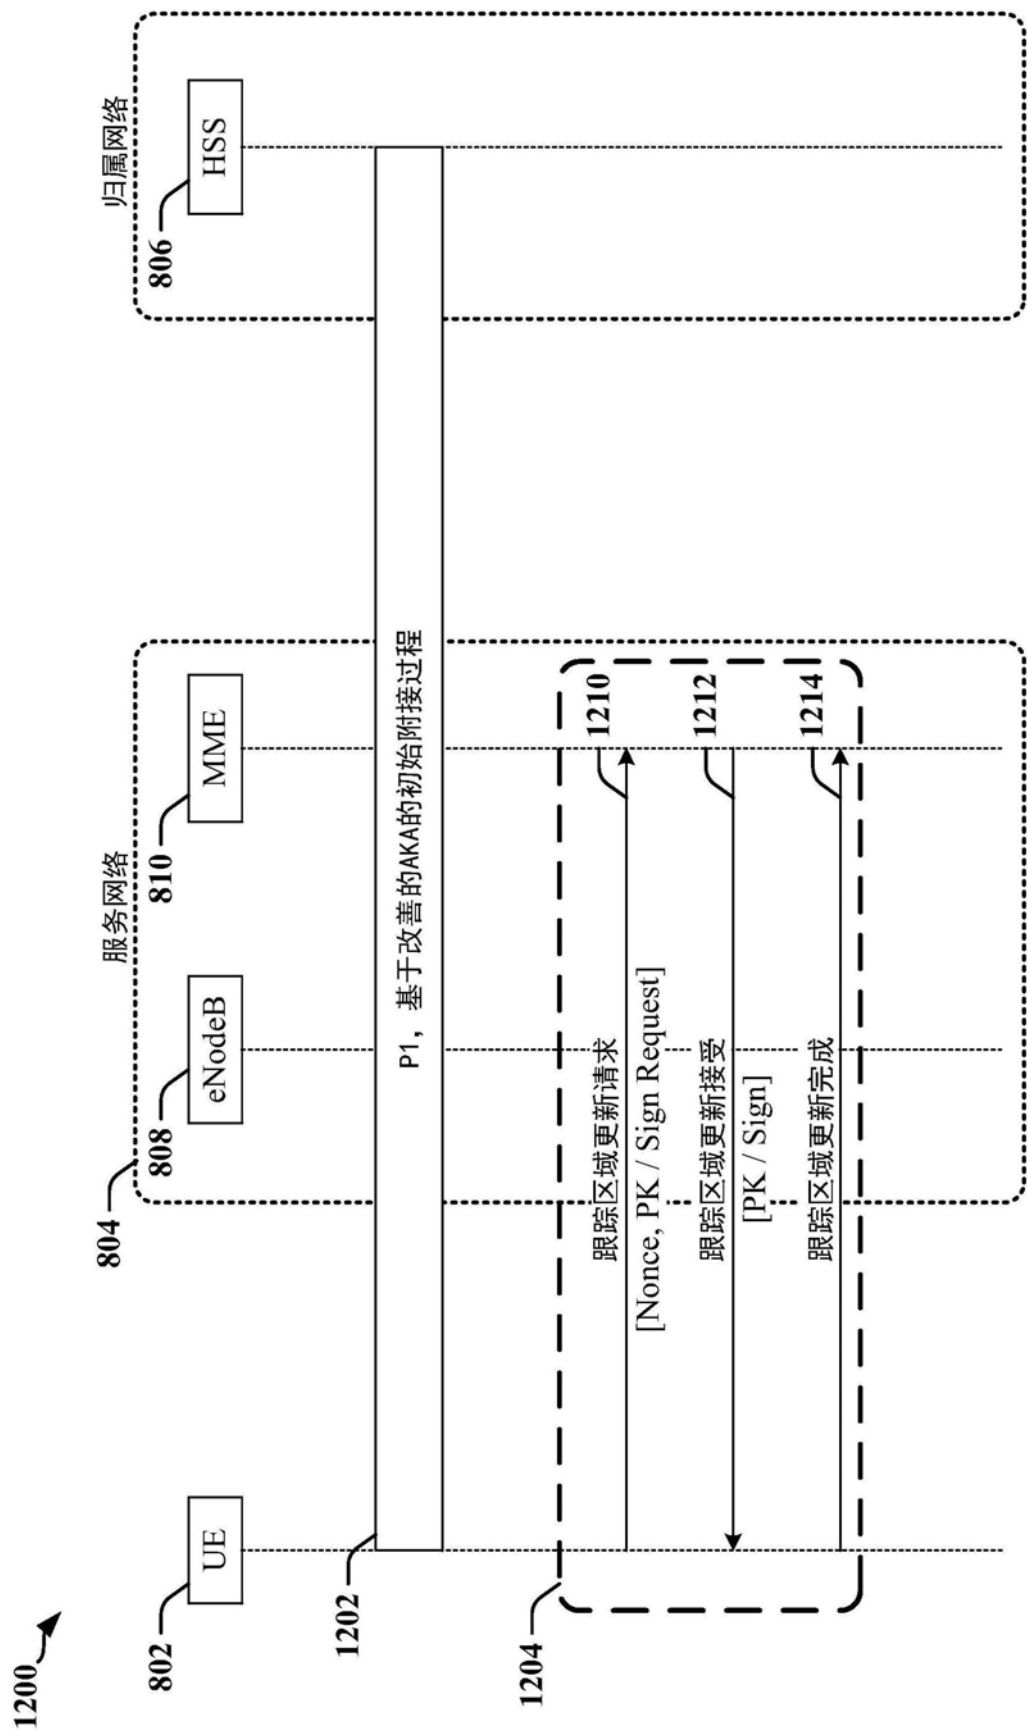 1200
服务网络
归属网络
804
802
UE
808
eNodeB
810
MME
806
HSS
1202
P1，基于改善的AKA的初始附接过程
1204
跟踪区域更新请求
1210
[Nonce, PK / Sign Request]
跟踪区域更新接受
1212
[PK / Sign]
跟踪区域更新完成
1214